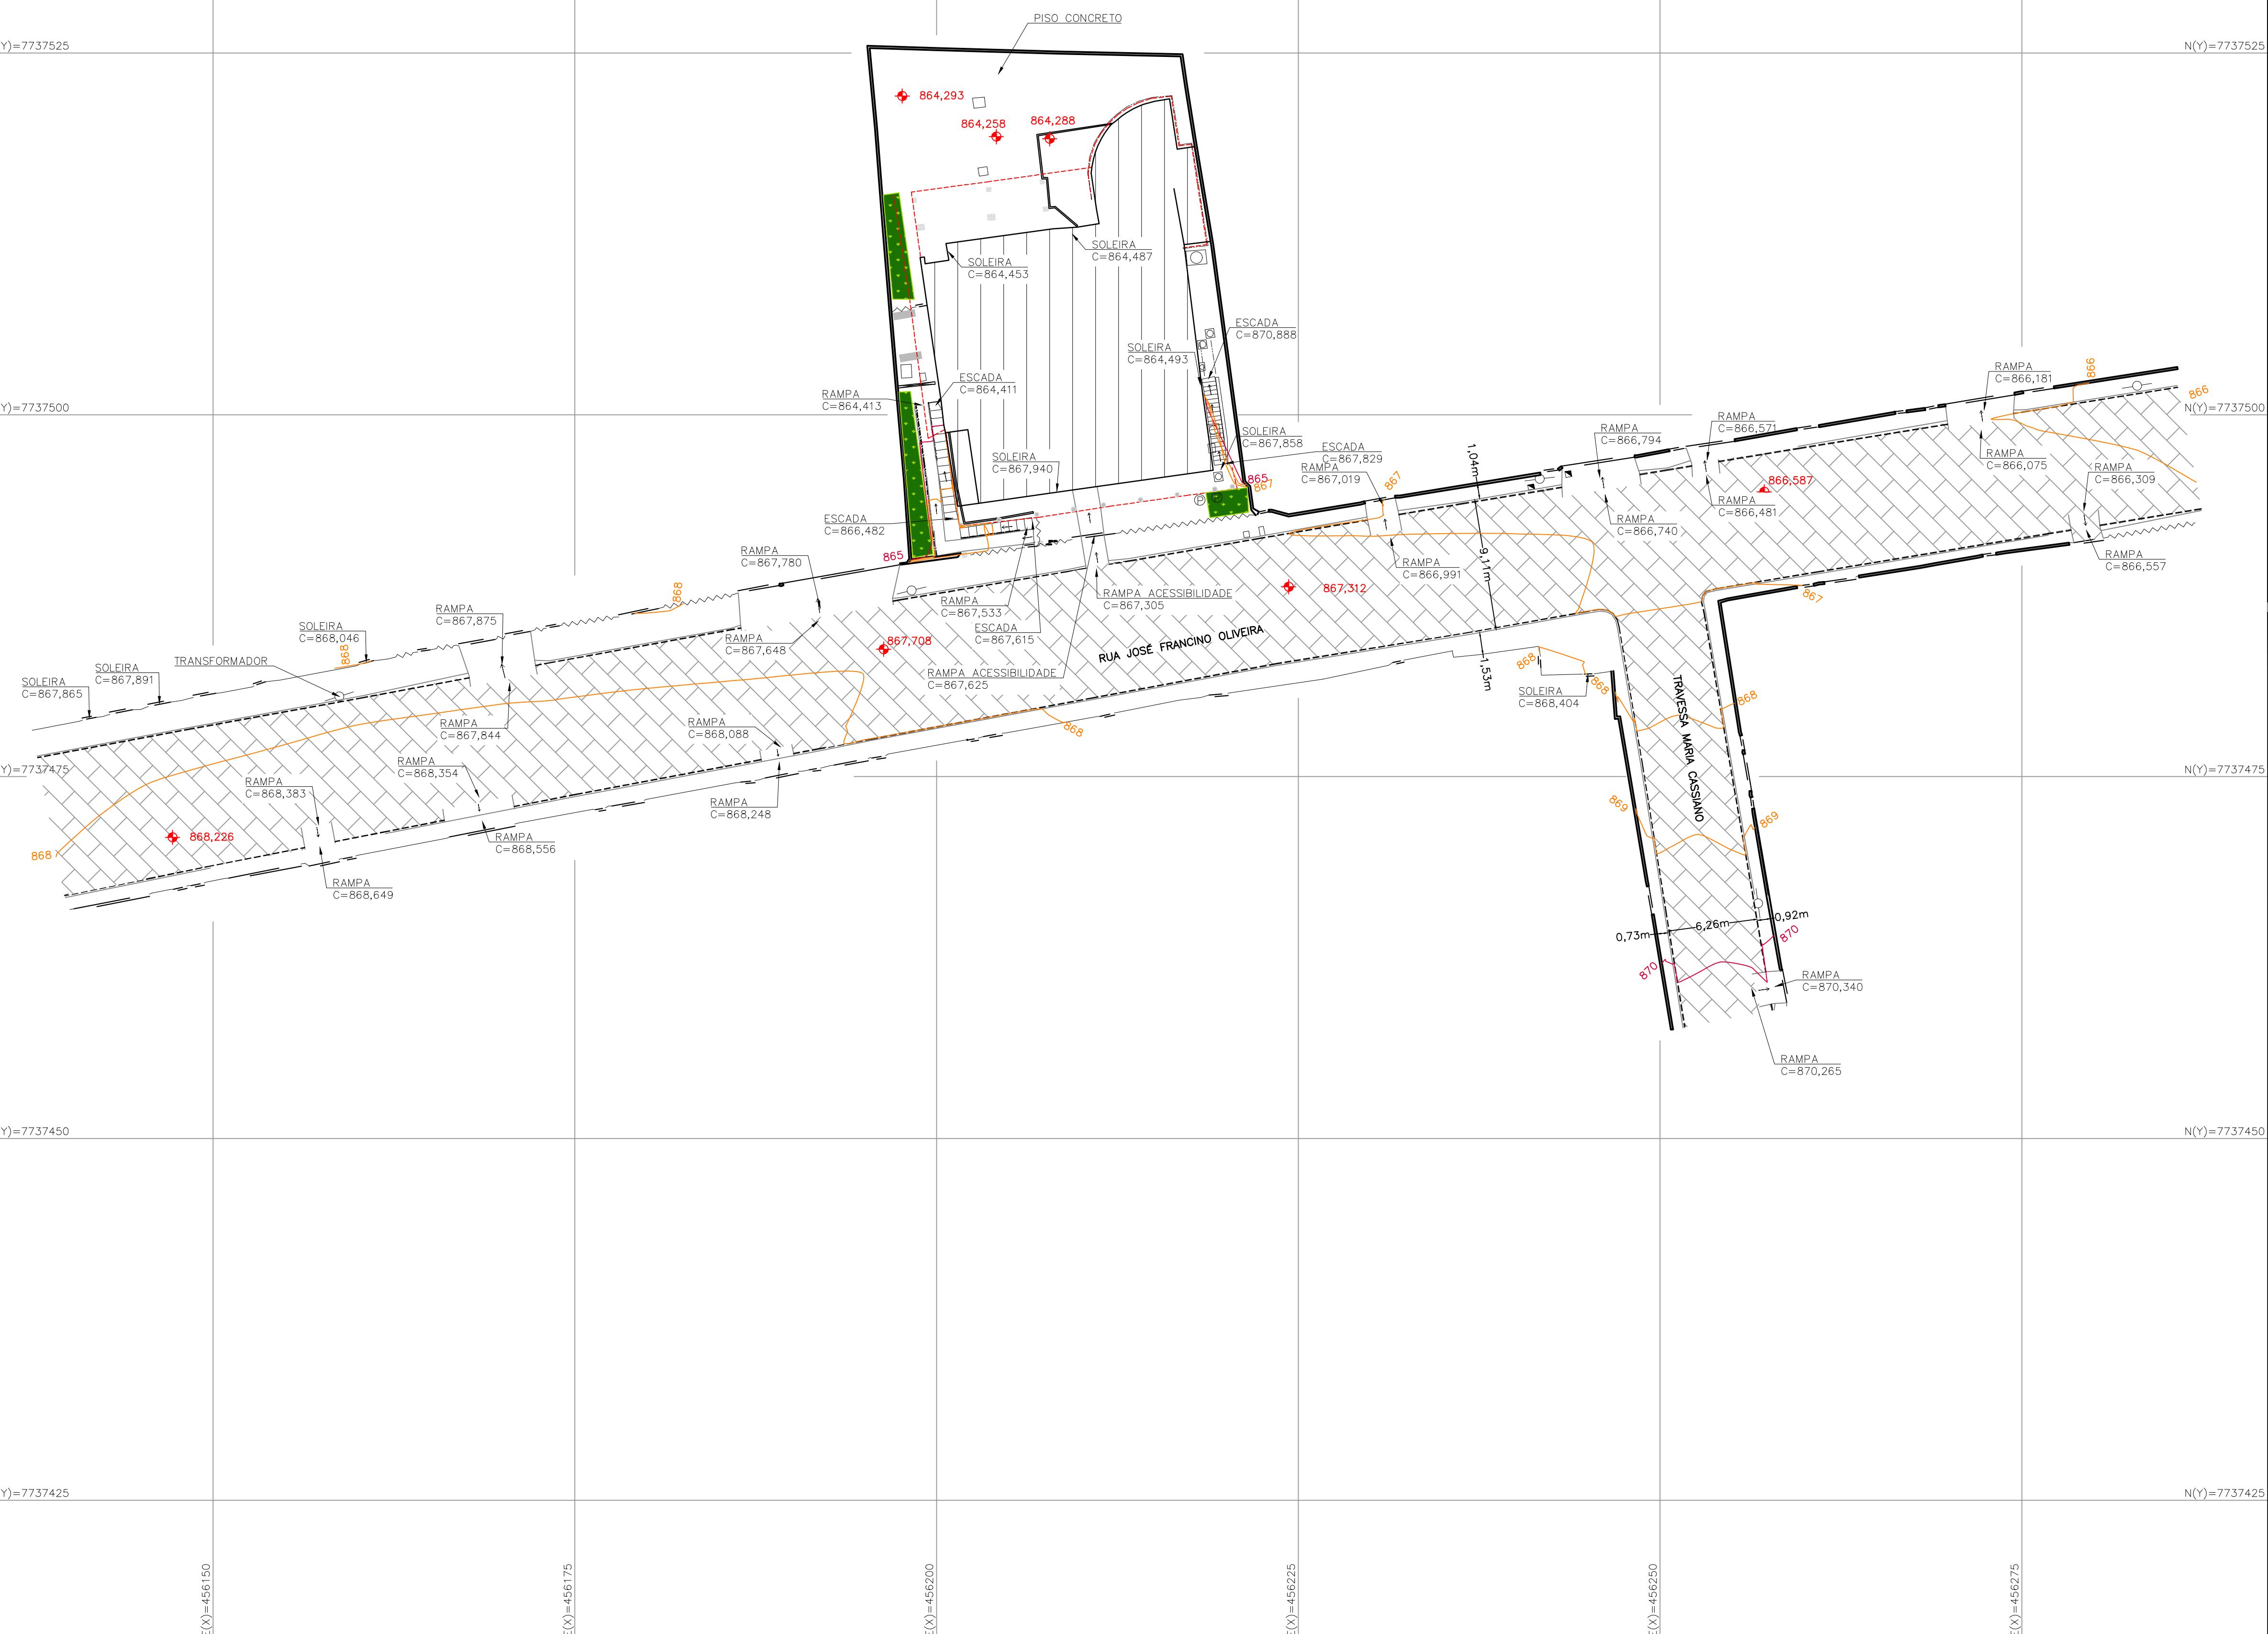 PISO CONCRETO
Y)=7737525
N(Y)=7737525
864,293
864,258
864,288
SOLEIRA
C=864,487
SOLEIRA
C=864,453
ESCADA
C=870,888
SOLEIRA
C=864,493
ESCADA
C=864,411
RAMPA
C=864,413
Y)=7737500
N(Y)=7737500
RAMPA
C=866,181
866
866
RAMPA
C=866,571
RAMPA
C=866,794
SOLEIRA
C=867,858
ESCADA
C=867,829
RAMPA
C=867,019
1,04m
SOLEIRA
C=867,940
RAMPA
C=866,075
RAMPA
C=866,309
866,587
RAMPA
C=866,481
RAMPA
C=866,740
865
867
867
P
ESCADA
C=866,482
865
RAMPA
C=867,780
RAMPA
C=866,557
RAMPA
C=866,991
9,11m
867,312
RAMPA ACESSIBILIDADE
C=867,305
RAMPA
C=867,533
ESCADA
C=867,615
867
868
RAMPA
C=867,875
SOLEIRA
C=868,046
868
RAMPA
C=867,648
867,708
RUA JOSÉ FRANCINO OLIVEIRA
RAMPA ACESSIBILIDADE
C=867,625
1,53m
868
868
SOLEIRA
C=868,404
TRANSFORMADOR
SOLEIRA
C=867,891
SOLEIRA
C=867,865
TRAVESSA MARIA CASSIANO
868
868
RAMPA
C=867,844
RAMPA
C=868,088
RAMPA
C=868,354
Y)=7737475
N(Y)=7737475
RAMPA
C=868,383
RAMPA
C=868,248
869
869
868,226
868
RAMPA
C=868,556
RAMPA
C=868,649
0,73m
6,26m
0,92m
870
870
RAMPA
C=870,340
RAMPA
C=870,265
Y)=7737450
N(Y)=7737450
Y)=7737425
N(Y)=7737425
E(X)=456150
E(X)=456175
E(X)=456200
E(X)=456225
E(X)=456250
E(X)=456275